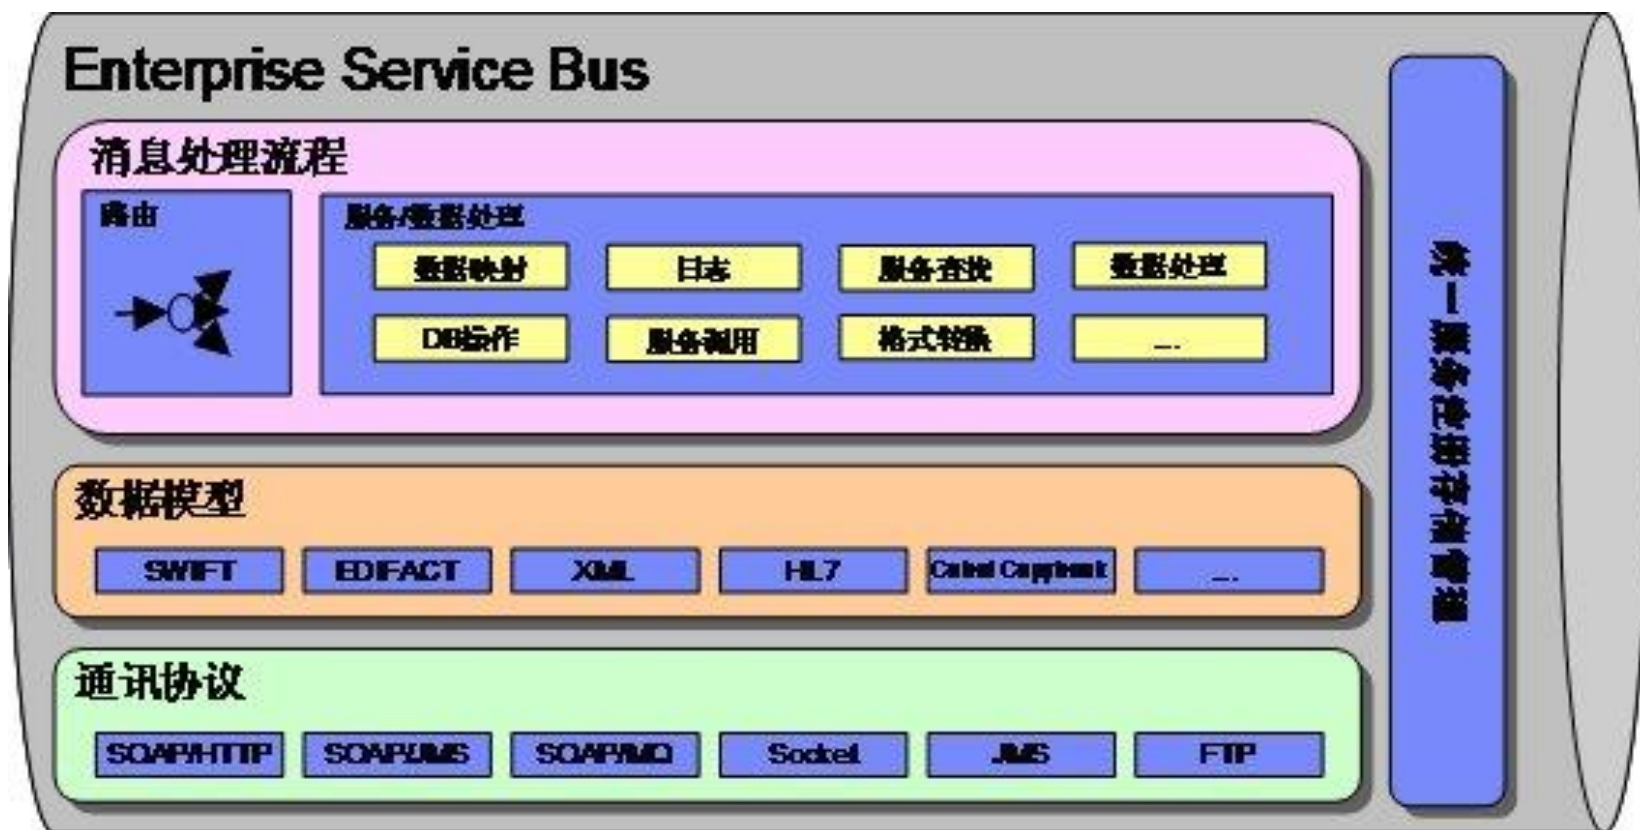 Enterprise Service Bus
消息处理流程
路由
服务/数据处理
数据映射
日志
服务查找
数据处理
DB操作
服务调用
格式转换
....
数据模型
SWIFT
EDIFACT
XML
HL7
Cobol Copybook
....
通讯协议
SOAP/HTTP
SOAP/JMS
SOAP/MQ
Socket
JMS
FTP
统一服务注册存储管理